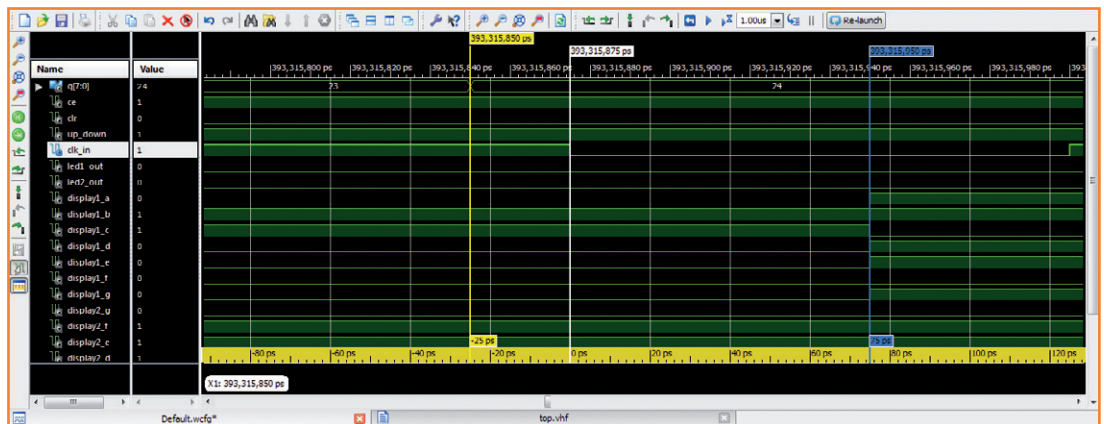 1.00us
Re-launch
393,315,850 ps
393,315,875 ps
393,315,950 ps
Name Value
393,315,800 ps 393,315,820 ps 393,315,840 ps 393,315,860 ps 393,315,880 ps 393,315,900 ps 393,315,920 ps 393,315,940 ps 393,315,960 ps 393,315,980 ps 393
q[7:0] 24 23 24
ce 1
clr 0
up_down 1
clk_in 1
led1_out 0
led2_out 0
display1_a 0
display1_b 1
display1_c 1
display1_d 0
display1_e 0
display1_f 0
display1_g 0
display2_g 0
display2_f 1
display2_e 1
display2_d 1
-25 ps 75 ps
-80 ps -60 ps -40 ps -20 ps 0 ps 20 ps 40 ps 60 ps 80 ps 100 ps 120 ps
X1: 393,315,850 ps
Default.wcfg* top.vhf